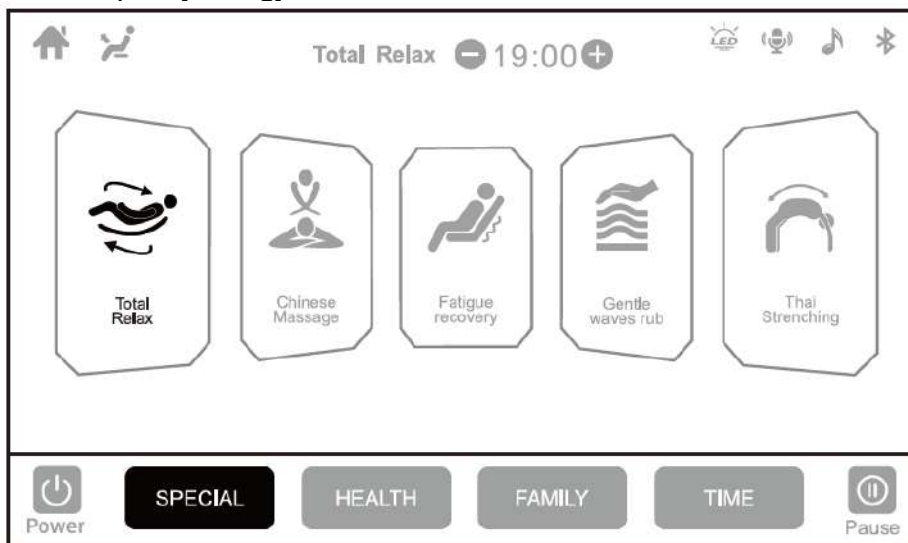 Total Relax 19:00
LED
Total
Relax
Chinese
Massage
Fatigue
recovery
Gentle
waves rub
Thai
Strenching
Power
SPECIAL
HEALTH
FAMILY
TIME
Pause